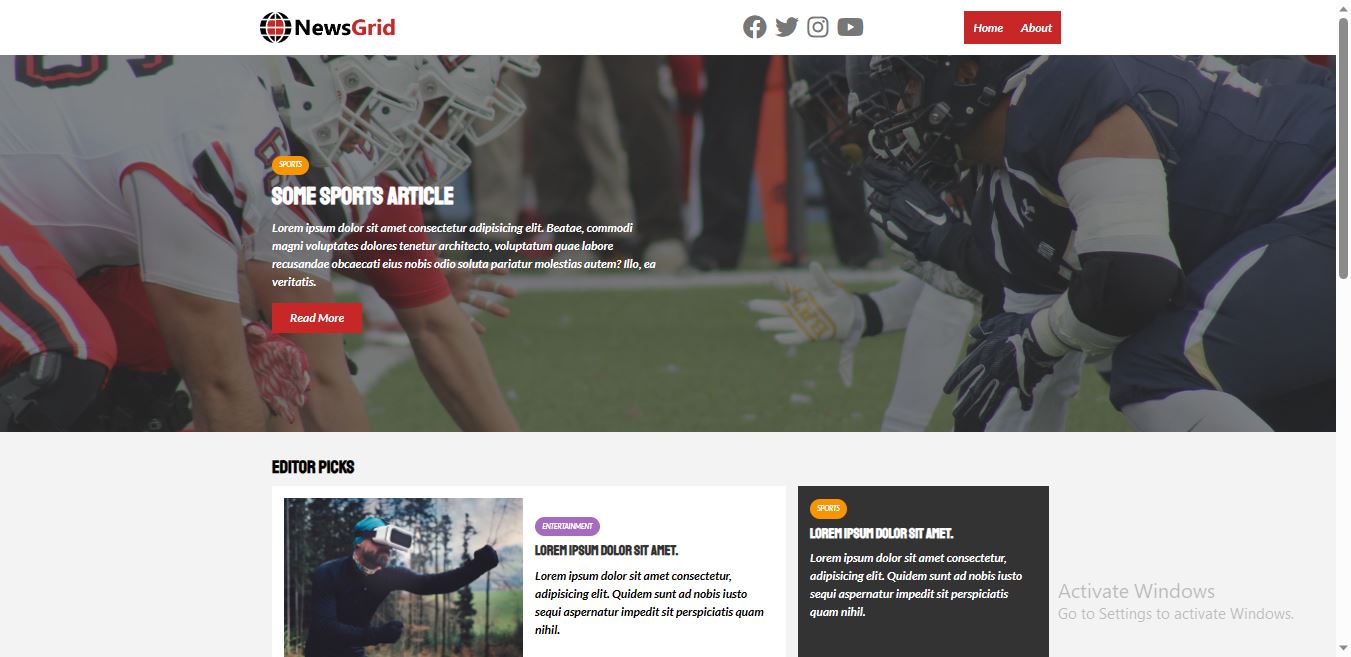 NewsGrid
Home About
SPORTS
SOME SPORTS ARTICLE
Lorem ipsum dolor sit amet consectetur adipisicing elit. Beatae, commodi
magni voluptates dolores tenetur architecto, voluptatum quae labore
recusandae obcaecati eius nobis odio soluta pariatur molestias autem? Illo, ea
veritatis.
Read More
EDITOR PICKS
ENTERTAINMENT
LOREM IPSUM DOLOR SIT AMET.
Lorem ipsum dolor sit amet consectetur,
adipisicing elit. Quidem sunt ad nobis iusto
sequi aspernatur impedit sit perspiciatis quam
nihil.
SPORTS
LOREM IPSUM DOLOR SIT AMET.
Lorem ipsum dolor sit amet consectetur,
adipisicing elit. Quidem sunt ad nobis iusto
sequi aspernatur impedit sit perspiciatis
quam nihil.
Activate Windows
Go to Settings to activate Windows.